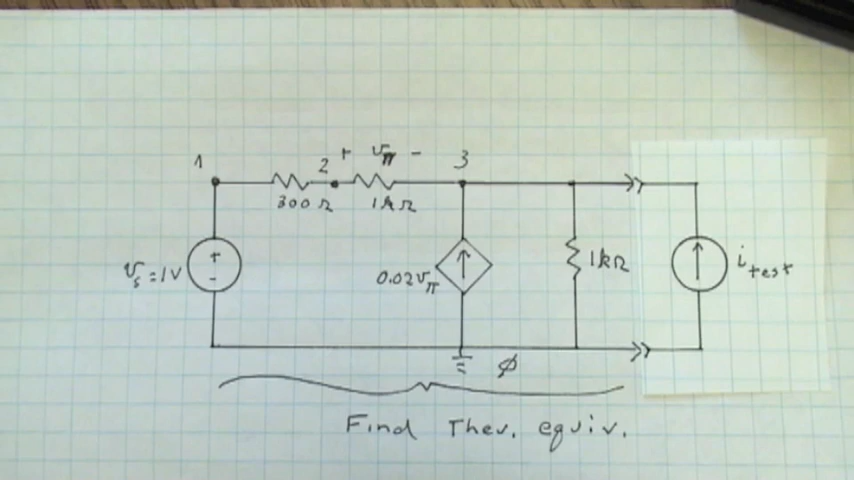 1
2
+ vπ -
3
300 Ω
1kΩ
vs = 1V
+
-
0.02vπ
1kΩ
itest
φ
Find Thev. equiv.